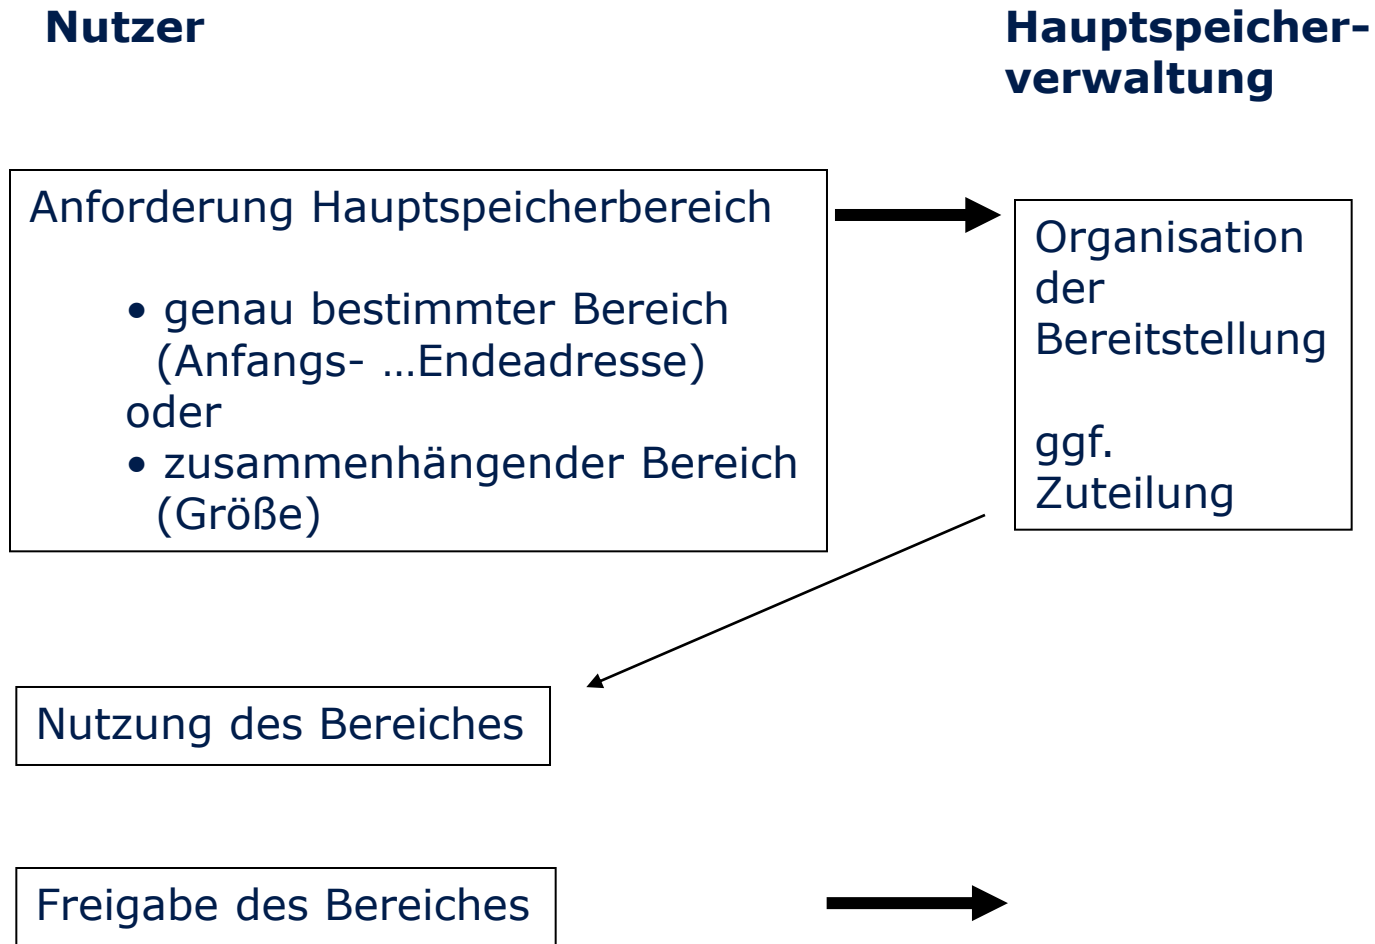 Nutzer
Hauptspeicher-
verwaltung
Anforderung Hauptspeicherbereich
• genau bestimmter Bereich
(Anfangs- …Endeadresse)
oder
• zusammenhängender Bereich
(Größe)
Organisation
der
Bereitstellung
ggf.
Zuteilung
Nutzung des Bereiches
Freigabe des Bereiches